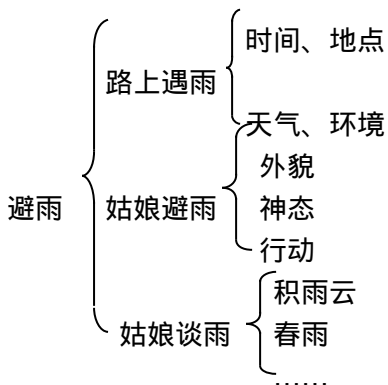 时间、地点
路上遇雨
天气、环境
外貌
避雨
姑娘避雨
神态
行动
积雨云
姑娘谈雨
春雨
……